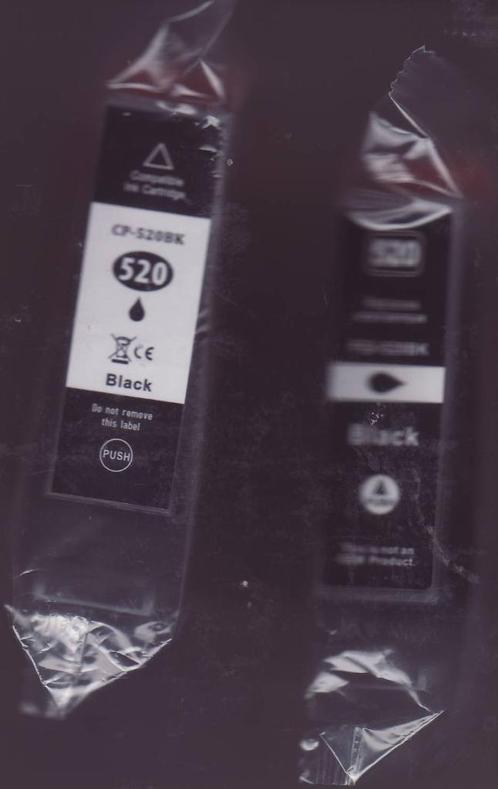 Compatible
Ink Cartridge
CP-520BK
520
CE
Black
Do not remove
this label
PUSH
520
Black
This is not an
Product.